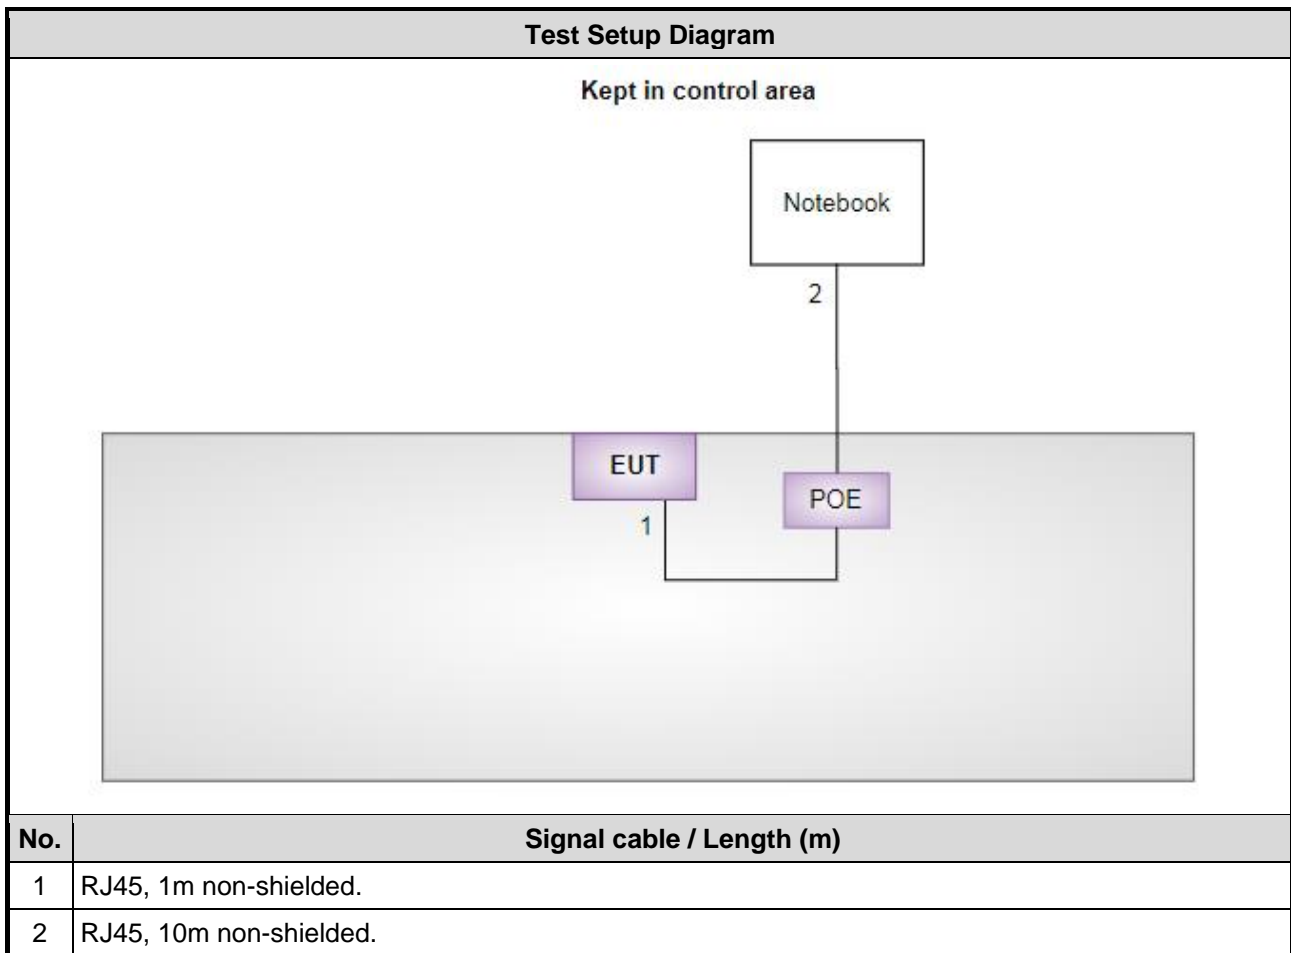 Test Setup Diagram
Kept in control area
Notebook
2
EUT
POE
1
No. Signal cable / Length (m)
1 RJ45, 1m non-shielded.
2 RJ45, 10m non-shielded.